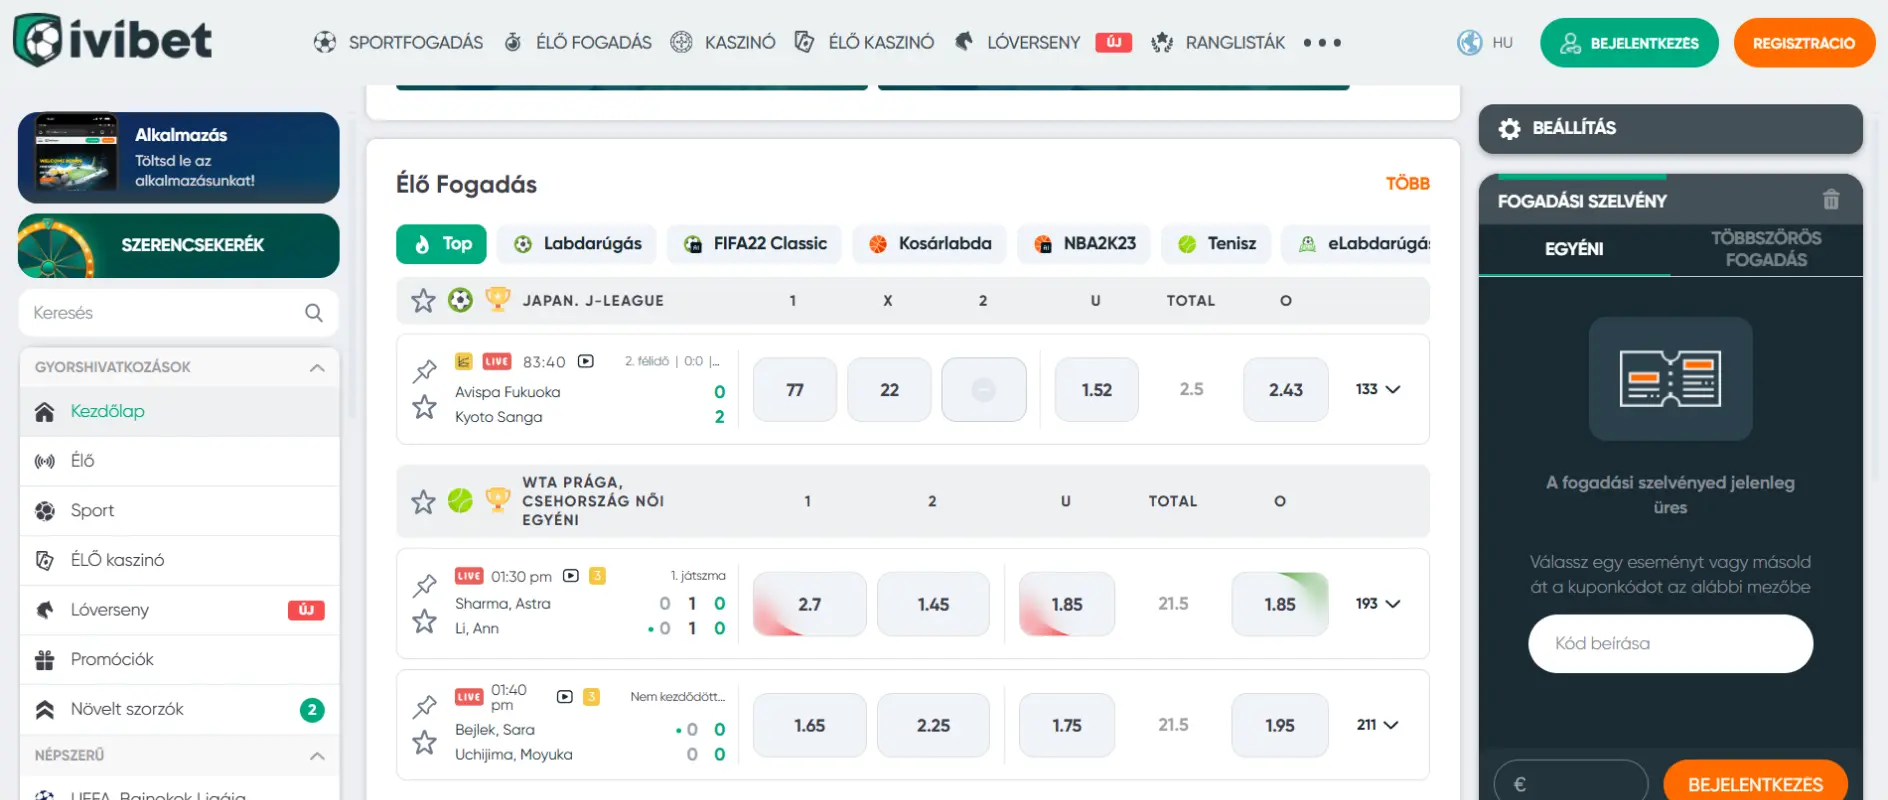 ivibet
SPORTFOGADÁS
ÉLŐ FOGADÁS
KASZINÓ
ÉLŐ KASZINÓ
LÓVERSENY
ÚJ
RANGLISTÁK
HU
BEJELENTKEZÉS
REGISZTRÁCIÓ
Alkalmazás
Töltsd le az
alkalmazásunkat!
SZERENCSEKERÉK
Keresés
GYORSHIVATKOZÁSOK
Kezdőlap
Élő
Sport
ÉLŐ kaszinó
Lóverseny
ÚJ
Promóciók
Növelt szorzók
2
NÉPSZERŰ
UEFA, Bajnokok Ligája
Élő Fogadás
TÖBB
Top
Labdarúgás
FIFA22 Classic
Kosárlabda
NBA2K23
Tenisz
eLabdarúgás
JAPAN. J-LEAGUE 1 X 2 U TOTAL O
LIVE 83:40 2. félidő | 0:0 |...
Avispa Fukuoka 0
Kyoto Sanga 2
77 22 1.52 2.5 2.43 133
WTA PRÁGA,
CSEHORSZÁG NŐI
EGYÉNI
1 2 U TOTAL O
LIVE 01:30 pm 3 1. játszma
Sharma, Astra 0 1 0
Li, Ann 0 1 0
2.7 1.45 1.85 21.5 1.85 193
LIVE 01:40
pm
3 Nem kezdődött...
Bejlek, Sara 0 0
Uchijima, Moyuka 0 0
1.65 2.25 1.75 21.5 1.95 211
BEÁLLÍTÁS
FOGADÁSI SZELVÉNY
EGYÉNI
TÖBBSZÖRÖS
FOGADÁS
A fogadási szelvényed jelenleg
üres
Válassz egy eseményt vagy másold
át a kuponkódot az alábbi mezőbe
Kód beírása
€
BEJELENTKEZÉS